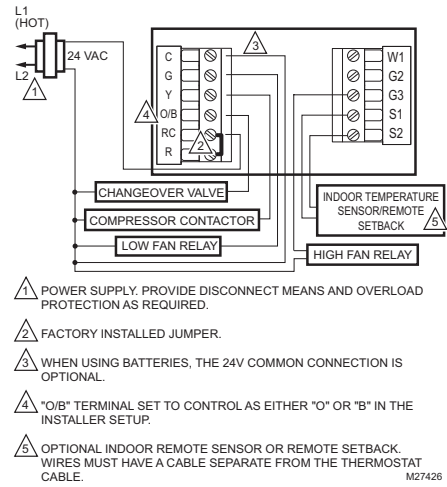 L1
(HOT)
24 VAC
L2
1
C
G
Y
4
O/B
RC
R
2
3
W1
G2
G3
S1
S2
CHANGEOVER VALVE
COMPRESSOR CONTACTOR
LOW FAN RELAY
INDOOR TEMPERATURE
SENSOR/REMOTE
SETBACK
5
HIGH FAN RELAY
1 POWER SUPPLY. PROVIDE DISCONNECT MEANS AND OVERLOAD
PROTECTION AS REQUIRED.
2 FACTORY INSTALLED JUMPER.
3 WHEN USING BATTERIES, THE 24V COMMON CONNECTION IS
OPTIONAL.
4 "O/B" TERMINAL SET TO CONTROL AS EITHER "O" OR "B" IN THE
INSTALLER SETUP.
5 OPTIONAL INDOOR REMOTE SENSOR OR REMOTE SETBACK.
WIRES MUST HAVE A CABLE SEPARATE FROM THE THERMOSTAT
CABLE.
M27426